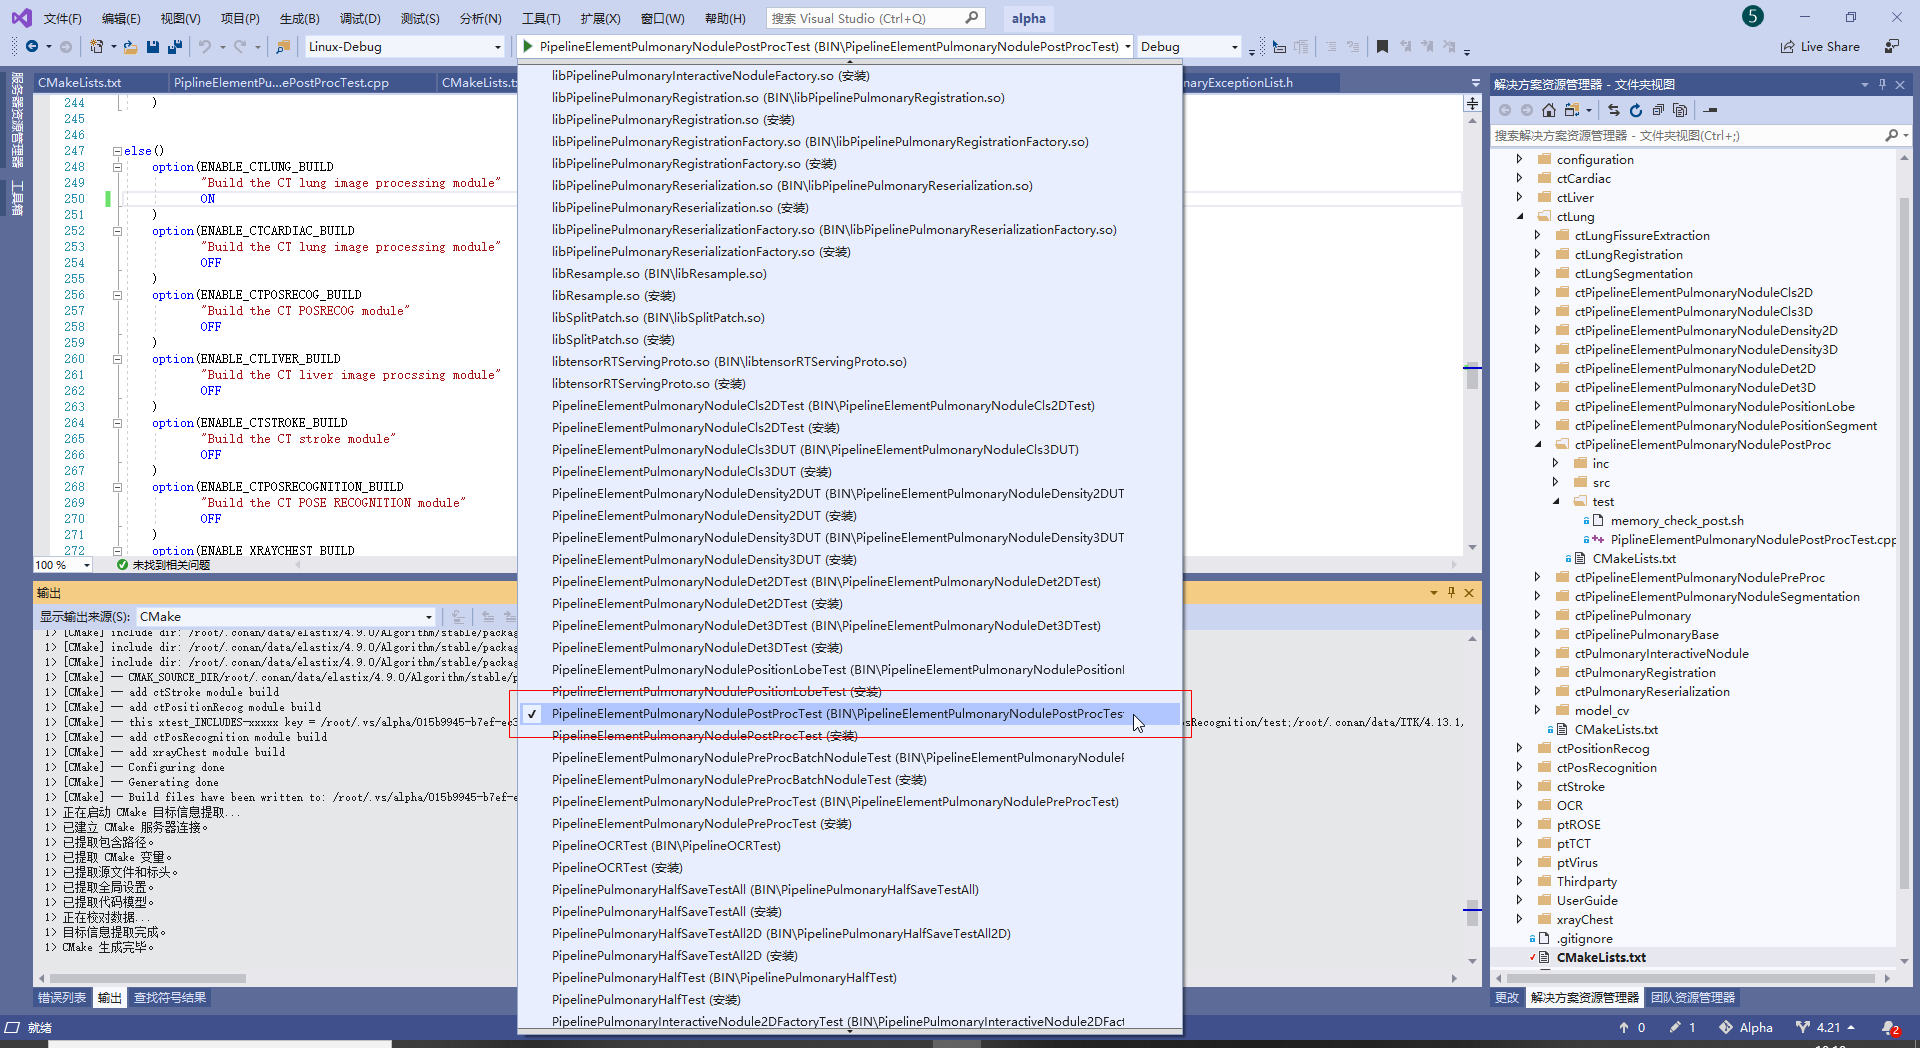 文件(F) 编辑(E) 视图(V) 项目(P) 生成(B) 调试(D) 测试(S) 分析(N) 工具(T) 扩展(X) 窗口(W) 帮助(H) 搜索 Visual Studio (Ctrl+Q) alpha 5
Linux-Debug PipelineElementPulmonaryNodulePostProcTest (BIN\PipelineElementPulmonaryNodulePostProcTest) Debug Live Share
服务器资源管理器
工具箱
CMakeLists.txt PiplineElementPu...ePostProcTest.cpp CMakeLists.t naryExceptionList.h
244 )
245
246
247 else()
248 option(ENABLE_CTLUNG_BUILD
249 "Build the CT lung image processing module"
250 ON
251 )
252 option(ENABLE_CTCARDIAC_BUILD
253 "Build the CT lung image processing module"
254 OFF
255 )
256 option(ENABLE_CTPOSRECOG_BUILD
257 "Build the CT POSRECOG module"
258 OFF
259 )
260 option(ENABLE_CTLIVER_BUILD
261 "Build the CT liver image procssing module"
262 OFF
263 )
264 option(ENABLE_CTSTROKE_BUILD
265 "Build the CT stroke module"
266 OFF
267 )
268 option(ENABLE_CTPOSRECOGNITION_BUILD
269 "Build the CT POSE RECOGNITION module"
270 OFF
271 )
272 option(ENABLE_XRAYCHEST_BUILD
100 % 未找到相关问题
输出
显示输出来源(S): CMake
1> [CMake] include dir: /root/.conan/data/elastix/4.9.0/Algorithm/stable/packag
1> [CMake] include dir: /root/.conan/data/elastix/4.9.0/Algorithm/stable/packag
1> [CMake] include dir: /root/.conan/data/elastix/4.9.0/Algorithm/stable/packag
1> [CMake] — CMAK_SOURCE_DIR/root/.conan/data/elastix/4.9.0/Algorithm/stable/p
1> [CMake] — add ctStroke module build
1> [CMake] — add ctPositionRecog module build
1> [CMake] — this xtest_INCLUDES-xxxxx key = /root/.vs/alpha/015b9945-b7ef-ec3 osRecognition/test;/root/.conan/data/ITK/4.13.1,
1> [CMake] — add ctPosRecognition module build
1> [CMake] — add xrayChest module build
1> [CMake] — Configuring done
1> [CMake] — Generating done
1> [CMake] — Build files have been written to: /root/.vs/alpha/015b9945-b7ef-e
1> 正在启动 CMake 目标信息提取...
1> 已建立 CMake 服务器连接。
1> 已提取包含路径。
1> 已提取 CMake 变量。
1> 已提取源文件和标头。
1> 已提取全局设置。
1> 已提取代码模型。
1> 正在校对数据...
1> 目标信息提取完成。
1> CMake 生成完毕。
错误列表 输出 查找符号结果
就绪
libPipelinePulmonaryInteractiveNoduleFactory.so (安装)
libPipelinePulmonaryRegistration.so (BIN\libPipelinePulmonaryRegistration.so)
libPipelinePulmonaryRegistration.so (安装)
libPipelinePulmonaryRegistrationFactory.so (BIN\libPipelinePulmonaryRegistrationFactory.so)
libPipelinePulmonaryRegistrationFactory.so (安装)
libPipelinePulmonaryReserialization.so (BIN\libPipelinePulmonaryReserialization.so)
libPipelinePulmonaryReserialization.so (安装)
libPipelinePulmonaryReserializationFactory.so (BIN\libPipelinePulmonaryReserializationFactory.so)
libPipelinePulmonaryReserializationFactory.so (安装)
libResample.so (BIN\libResample.so)
libResample.so (安装)
libSplitPatch.so (BIN\libSplitPatch.so)
libSplitPatch.so (安装)
libtensorRTServingProto.so (BIN\libtensorRTServingProto.so)
libtensorRTServingProto.so (安装)
PipelineElementPulmonaryNoduleCls2DTest (BIN\PipelineElementPulmonaryNoduleCls2DTest)
PipelineElementPulmonaryNoduleCls2DTest (安装)
PipelineElementPulmonaryNoduleCls3DUT (BIN\PipelineElementPulmonaryNoduleCls3DUT)
PipelineElementPulmonaryNoduleCls3DUT (安装)
PipelineElementPulmonaryNoduleDensity2DUT (BIN\PipelineElementPulmonaryNoduleDensity2DUT
PipelineElementPulmonaryNoduleDensity2DUT (安装)
PipelineElementPulmonaryNoduleDensity3DUT (BIN\PipelineElementPulmonaryNoduleDensity3DUT
PipelineElementPulmonaryNoduleDensity3DUT (安装)
PipelineElementPulmonaryNoduleDet2DTest (BIN\PipelineElementPulmonaryNoduleDet2DTest)
PipelineElementPulmonaryNoduleDet2DTest (安装)
PipelineElementPulmonaryNoduleDet3DTest (BIN\PipelineElementPulmonaryNoduleDet3DTest)
PipelineElementPulmonaryNoduleDet3DTest (安装)
PipelineElementPulmonaryNodulePositionLobeTest (BIN\PipelineElementPulmonaryNodulePositionl
PipelineElementPulmonaryNodulePositionLobeTest (安装)
PipelineElementPulmonaryNodulePostProcTest (BIN\PipelineElementPulmonaryNodulePostProcTes
PipelineElementPulmonaryNodulePostProcTest (安装)
PipelineElementPulmonaryNodulePreProcBatchNoduleTest (BIN\PipelineElementPulmonaryNoduleF
PipelineElementPulmonaryNodulePreProcBatchNoduleTest (安装)
PipelineElementPulmonaryNodulePreProcTest (BIN\PipelineElementPulmonaryNodulePreProcTest)
PipelineElementPulmonaryNodulePreProcTest (安装)
PipelineOCRTest (BIN\PipelineOCRTest)
PipelineOCRTest (安装)
PipelinePulmonaryHalfSaveTestAll (BIN\PipelinePulmonaryHalfSaveTestAll)
PipelinePulmonaryHalfSaveTestAll (安装)
PipelinePulmonaryHalfSaveTestAll2D (BIN\PipelinePulmonaryHalfSaveTestAll2D)
PipelinePulmonaryHalfSaveTestAll2D (安装)
PipelinePulmonaryHalfTest (BIN\PipelinePulmonaryHalfTest)
PipelinePulmonaryHalfTest (安装)
PipelinePulmonaryInteractiveNodule2DFactoryTest (BIN\PipelinePulmonaryInteractiveNodule2DFact
解决方案资源管理器 - 文件夹视图
搜索解决方案资源管理器 - 文件夹视图(Ctrl+;)
configuration
ctCardiac
ctLiver
ctLung
ctLungFissureExtraction
ctLungRegistration
ctLungSegmentation
ctPipelineElementPulmonaryNoduleCls2D
ctPipelineElementPulmonaryNoduleCls3D
ctPipelineElementPulmonaryNoduleDensity2D
ctPipelineElementPulmonaryNoduleDensity3D
ctPipelineElementPulmonaryNoduleDet2D
ctPipelineElementPulmonaryNoduleDet3D
ctPipelineElementPulmonaryNodulePositionLobe
ctPipelineElementPulmonaryNodulePositionSegment
ctPipelineElementPulmonaryNodulePostProc
inc
src
test
memory_check_post.sh
PiplineElementPulmonaryNodulePostProcTest.cpp
CMakeLists.txt
ctPipelineElementPulmonaryNodulePreProc
ctPipelineElementPulmonaryNoduleSegmentation
ctPipelinePulmonary
ctPipelinePulmonaryBase
ctPulmonaryInteractiveNodule
ctPulmonaryRegistration
ctPulmonaryReserialization
model_cv
CMakeLists.txt
ctPositionRecog
ctPosRecognition
ctStroke
OCR
ptROSE
ptTCT
ptVirus
Thirdparty
UserGuide
xrayChest
.gitignore
CMakeLists.txt
更改 解决方案资源管理器 团队资源管理器
0 1 Alpha 4.21 2